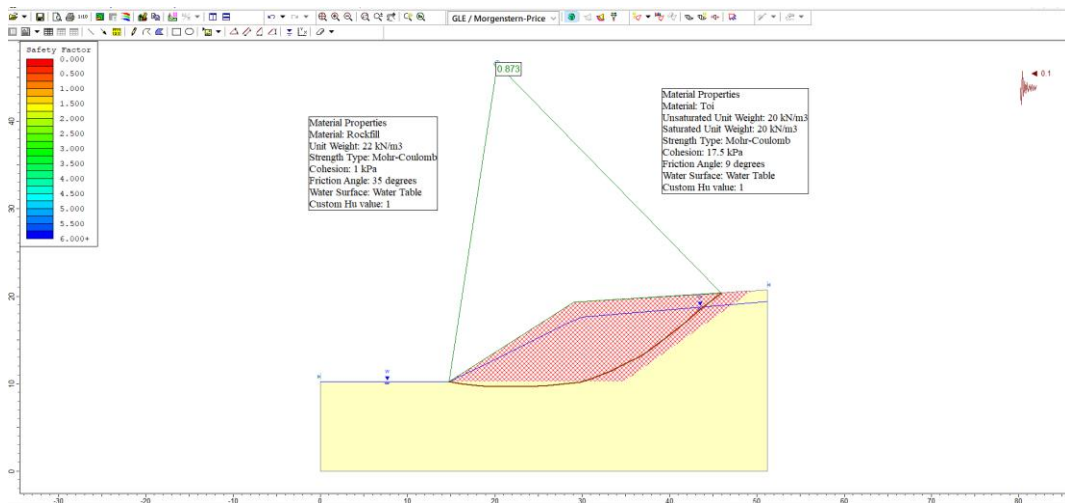 GLE / Morgenstern-Price
Safety Factor
0.000
0.500
1.000
1.500
2.000
2.500
3.000
3.500
4.000
4.500
5.000
5.500
6.000+
0.873
0.1
Material Properties
Material: Rockfill
Unit Weight: 22 kN/m3
Strength Type: Mohr-Coulomb
Cohesion: 1 kPa
Friction Angle: 35 degrees
Water Surface: Water Table
Custom Hu value: 1
Material Properties
Material: Toi
Unsaturated Unit Weight: 20 kN/m3
Saturated Unit Weight: 20 kN/m3
Strength Type: Mohr-Coulomb
Cohesion: 17.5 kPa
Friction Angle: 9 degrees
Water Surface: Water Table
Custom Hu value: 1
40
30
20
10
0
-30
-20
-10
0
10
20
30
40
50
60
70
80